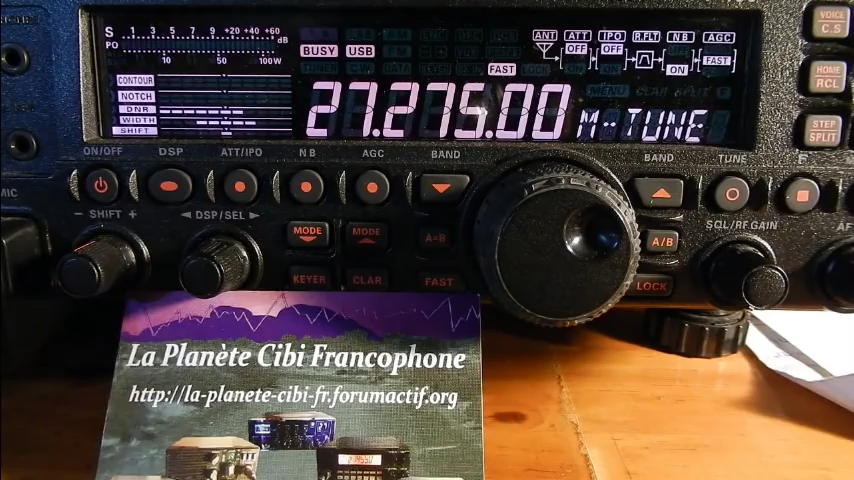 S 1 3 5 7 9 +20 +40 +60 dB
PO 10 50 100W
BUSY USB
FAST
ANT ATT IPO R.FLT NB AGC
OFF OFF FAST
ON
CONTOUR
NOTCH
DNR
WIDTH
SHIFT
27.275.00 M-TUNE
VOICE
C.S
HOME
RCL
STEP
SPLIT
ON/OFF DSP ATT/IPO NB AGC BAND BAND TUNE F
MIC
- SHIFT + ◄ DSP/SEL ► MODE MODE A=B A/B SQL/RF GAIN AF
KEYER CLAR FAST LOCK
La Planète Cibi Francophone
http://la-planete-cibi-fr.forumactif.org